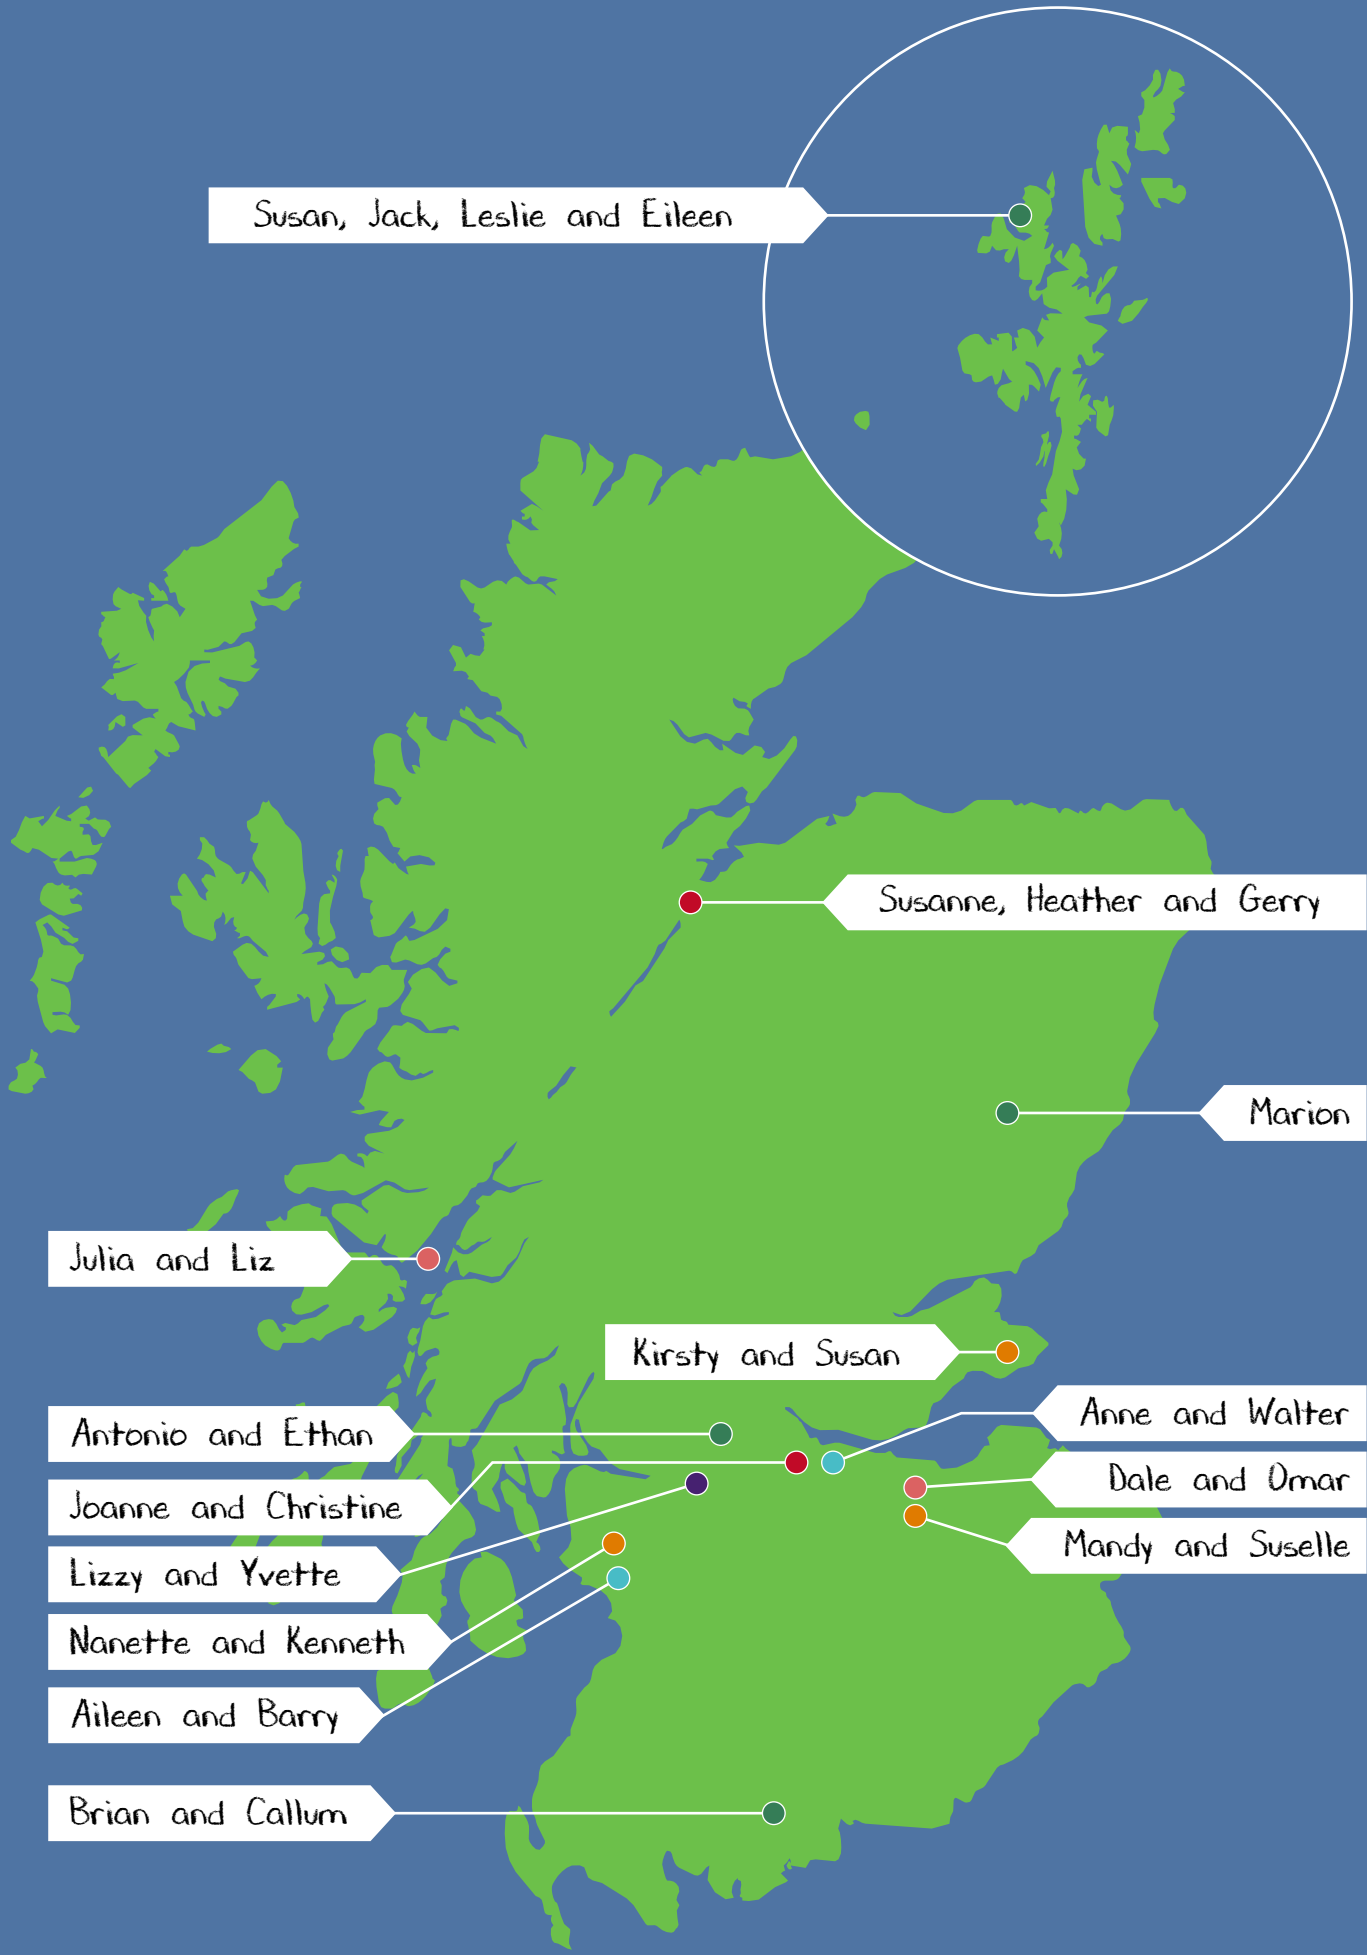 Susan, Jack, Leslie and Eileen
Susanne, Heather and Gerry
Marion
Julia and Liz
Kirsty and Susan
Anne and Walter
Antonio and Ethan
Dale and Omar
Joanne and Christine
Mandy and Suselle
Lizzy and Yvette
Nanette and Kenneth
Aileen and Barry
Brian and Callum